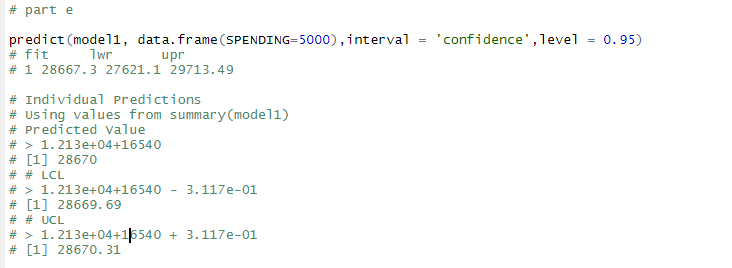 # part e
predict(model1, data.frame(SPENDING=5000),interval = 'confidence',level = 0.95)
# fit lwr upr
# 1 28667.3 27621.1 29713.49
# Individual Predictions
# Using values from summary(model1)
# Predicted Value
# > 1.213e+04+16540
# [1] 28670
# # LCL
# > 1.213e+04+16540 - 3.117e-01
# [1] 28669.69
# # UCL
# > 1.213e+04+16540 + 3.117e-01
# [1] 28670.31